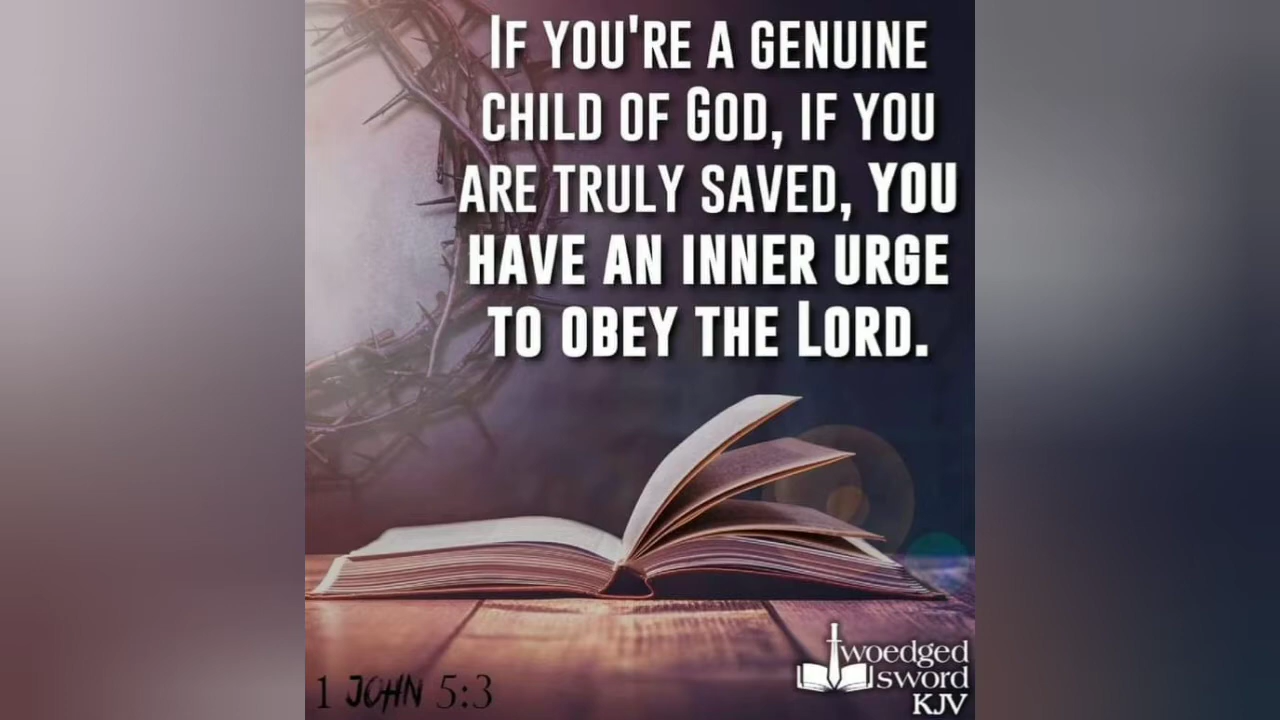 If you're a genuine
child of God, if you
are truly saved, you
have an inner urge
to obey the Lord.
1 John 5:3
Twoedged
Sword
KJV